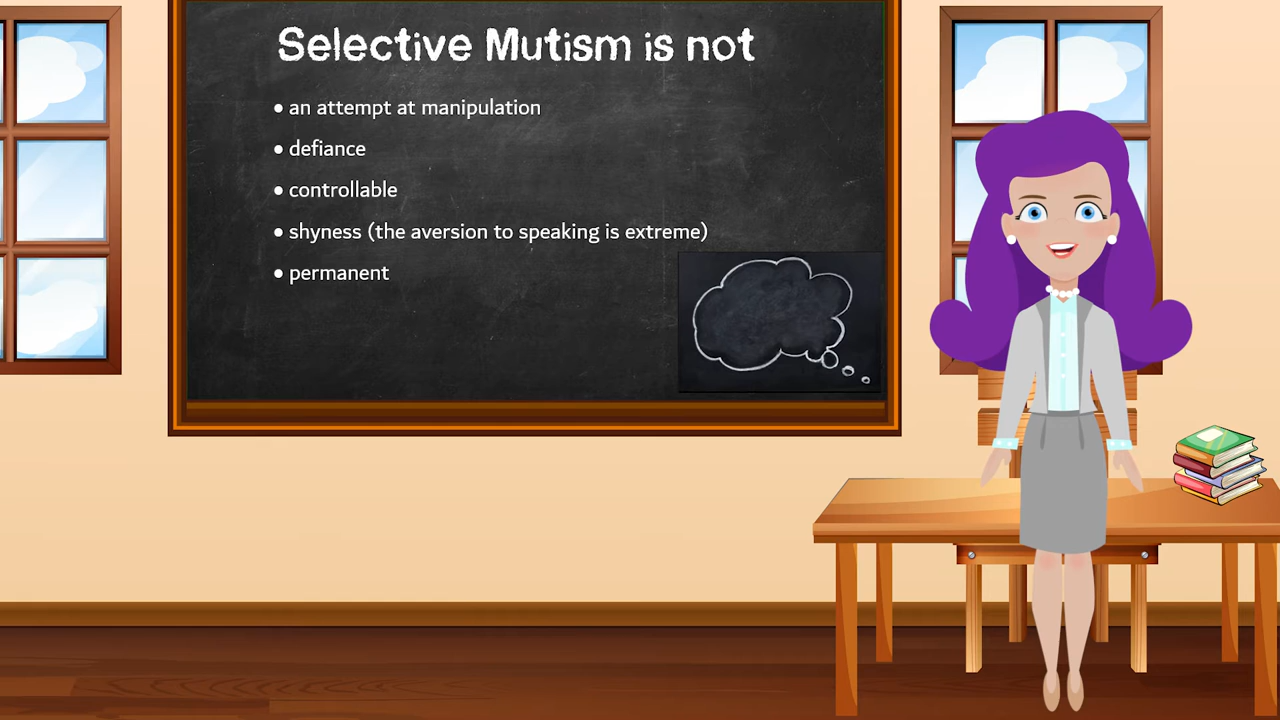 Selective Mutism is not
• an attempt at manipulation
• defiance
• controllable
• shyness (the aversion to speaking is extreme)
• permanent